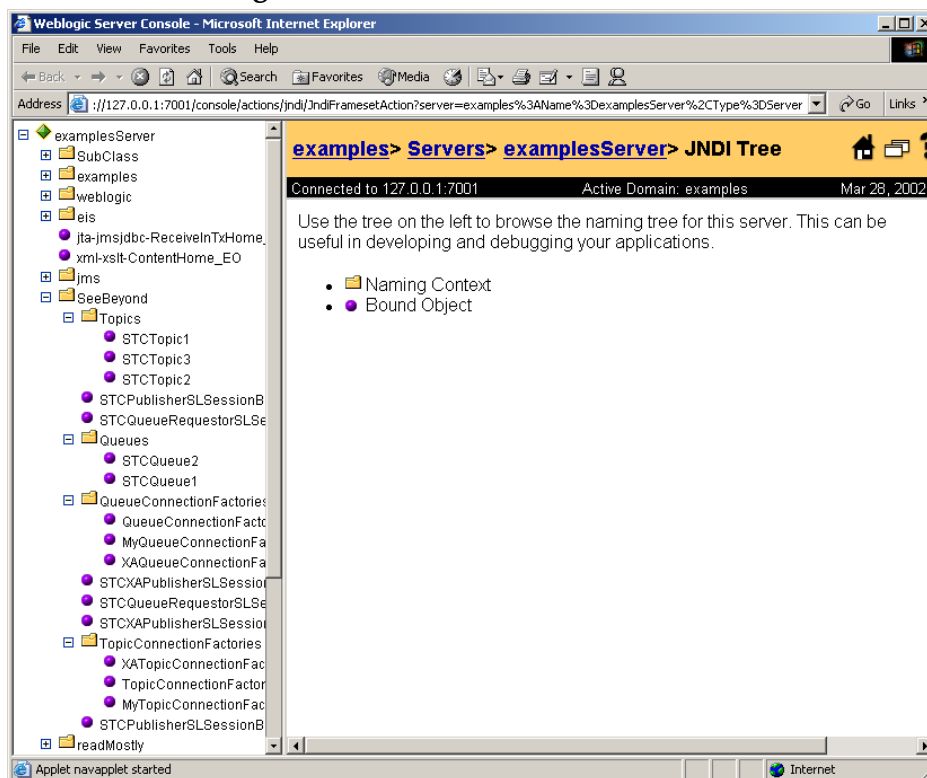 Weblogic Server Console - Microsoft Internet Explorer
File Edit View Favorites Tools Help
Back Search Favorites Media
Address ://127.0.0.1:7001/console/actions/jndi/JndiFramesetAction?server=examples%3AName%3DexamplesServer%2CType%3DServer Go Links
examplesServer
SubClass
examples
weblogic
eis
jta-jmsjdbc-ReceiveInTxHome_
xml-xslt-ContentHome_EO
jms
SeeBeyond
Topics
STCTopic1
STCTopic3
STCTopic2
STCPublisherSLSessionB
STCQueueRequestorSLSe
Queues
STCQueue2
STCQueue1
QueueConnectionFactories
QueueConnectionFacto
MyQueueConnectionFa
XAQueueConnectionFa
STCXAPublisherSLSession
STCQueueRequestorSLSe
STCXAPublisherSLSession
TopicConnectionFactories
XATopicConnectionFac
TopicConnectionFactor
MyTopicConnectionFac
STCPublisherSLSessionB
readMostly
examples> Servers> examplesServer> JNDI Tree
Connected to 127.0.0.1:7001 Active Domain: examples Mar 28, 2002
Use the tree on the left to browse the naming tree for this server. This can be
useful in developing and debugging your applications.
Naming Context
Bound Object
Applet navapplet started Internet